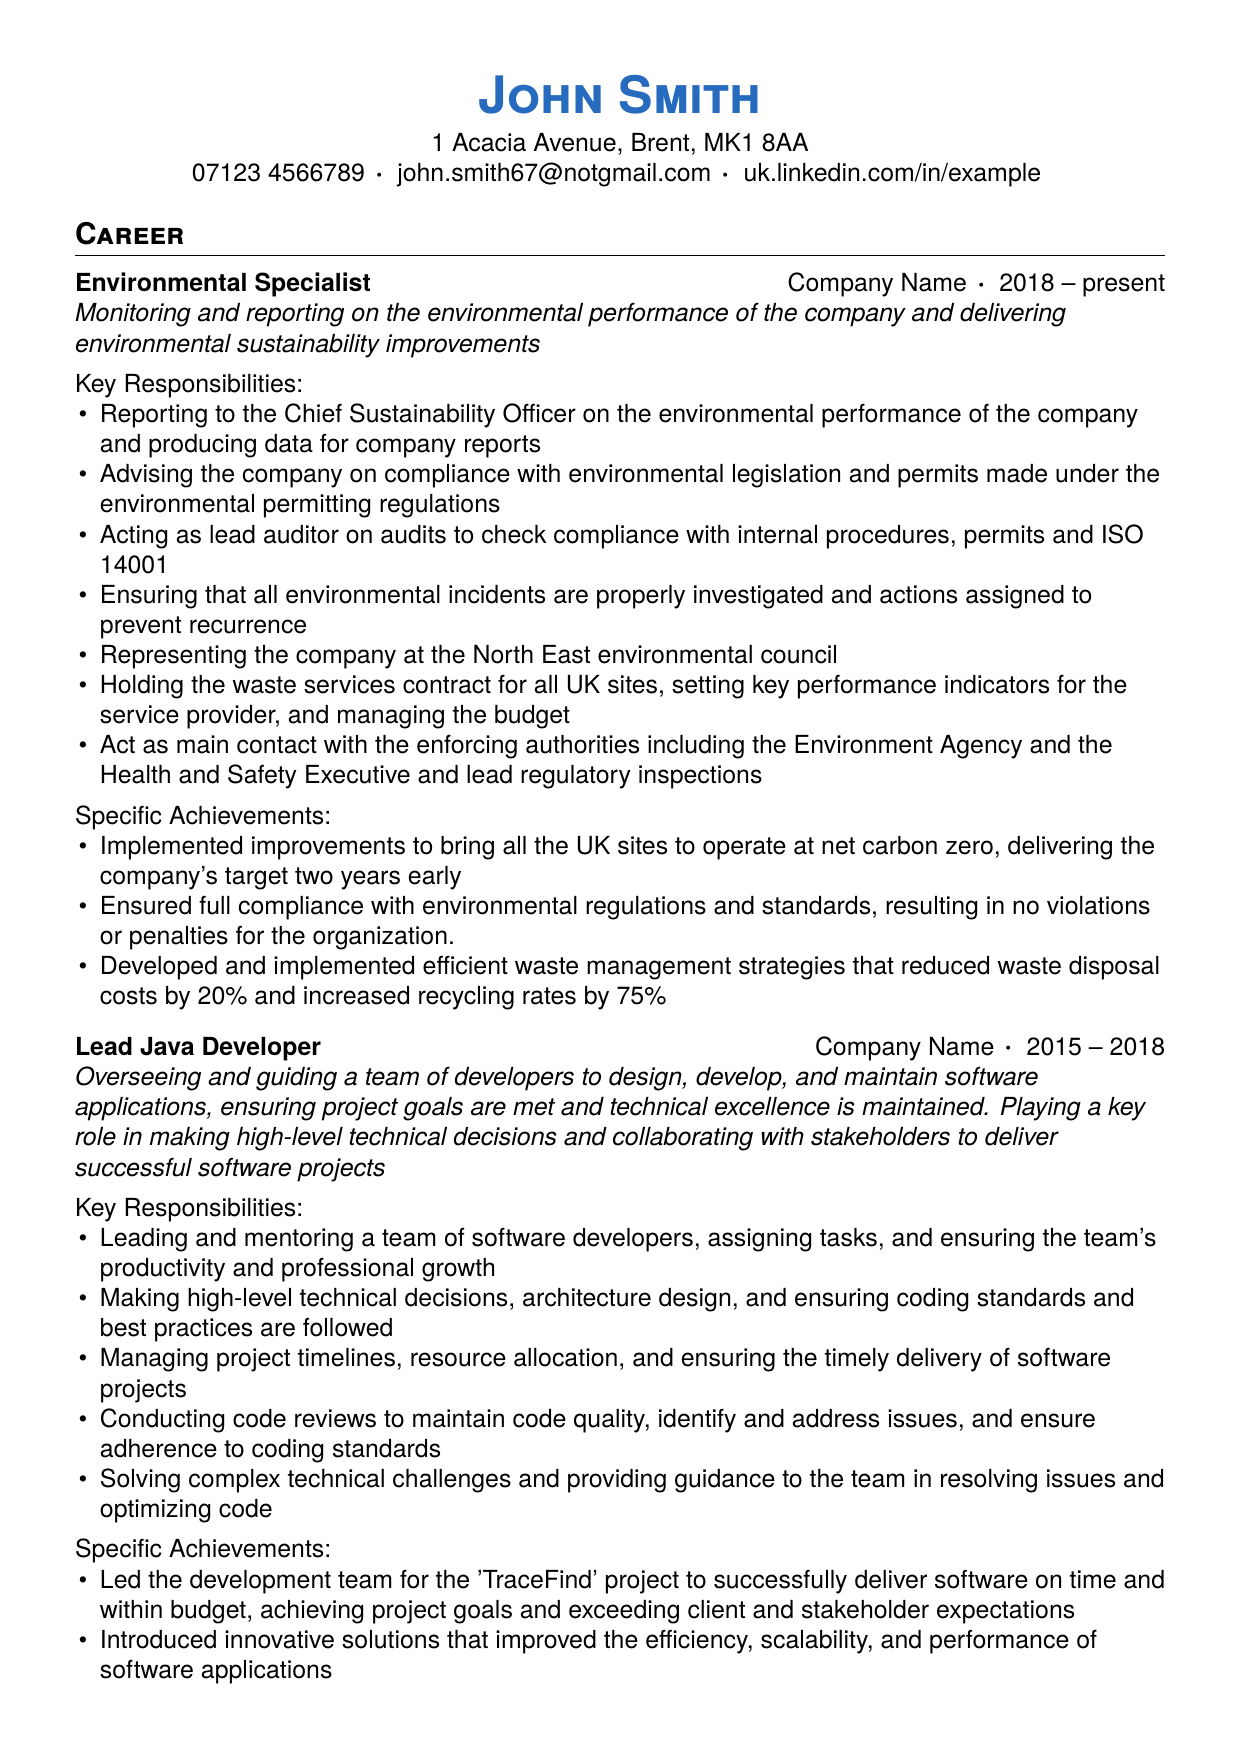 John Smith
1 Acacia Avenue, Brent, MK1 8AA
07123 4566789 · john.smith67@notgmail.com · uk.linkedin.com/in/example
Career
Environmental Specialist Company Name · 2018 – present
Monitoring and reporting on the environmental performance of the company and delivering
environmental sustainability improvements
Key Responsibilities:
• Reporting to the Chief Sustainability Officer on the environmental performance of the company
and producing data for company reports
• Advising the company on compliance with environmental legislation and permits made under the
environmental permitting regulations
• Acting as lead auditor on audits to check compliance with internal procedures, permits and ISO
14001
• Ensuring that all environmental incidents are properly investigated and actions assigned to
prevent recurrence
• Representing the company at the North East environmental council
• Holding the waste services contract for all UK sites, setting key performance indicators for the
service provider, and managing the budget
• Act as main contact with the enforcing authorities including the Environment Agency and the
Health and Safety Executive and lead regulatory inspections
Specific Achievements:
• Implemented improvements to bring all the UK sites to operate at net carbon zero, delivering the
company’s target two years early
• Ensured full compliance with environmental regulations and standards, resulting in no violations
or penalties for the organization.
• Developed and implemented efficient waste management strategies that reduced waste disposal
costs by 20% and increased recycling rates by 75%
Lead Java Developer Company Name · 2015 – 2018
Overseeing and guiding a team of developers to design, develop, and maintain software
applications, ensuring project goals are met and technical excellence is maintained. Playing a key
role in making high-level technical decisions and collaborating with stakeholders to deliver
successful software projects
Key Responsibilities:
• Leading and mentoring a team of software developers, assigning tasks, and ensuring the team’s
productivity and professional growth
• Making high-level technical decisions, architecture design, and ensuring coding standards and
best practices are followed
• Managing project timelines, resource allocation, and ensuring the timely delivery of software
projects
• Conducting code reviews to maintain code quality, identify and address issues, and ensure
adherence to coding standards
• Solving complex technical challenges and providing guidance to the team in resolving issues and
optimizing code
Specific Achievements:
• Led the development team for the ’TraceFind’ project to successfully deliver software on time and
within budget, achieving project goals and exceeding client and stakeholder expectations
• Introduced innovative solutions that improved the efficiency, scalability, and performance of
software applications